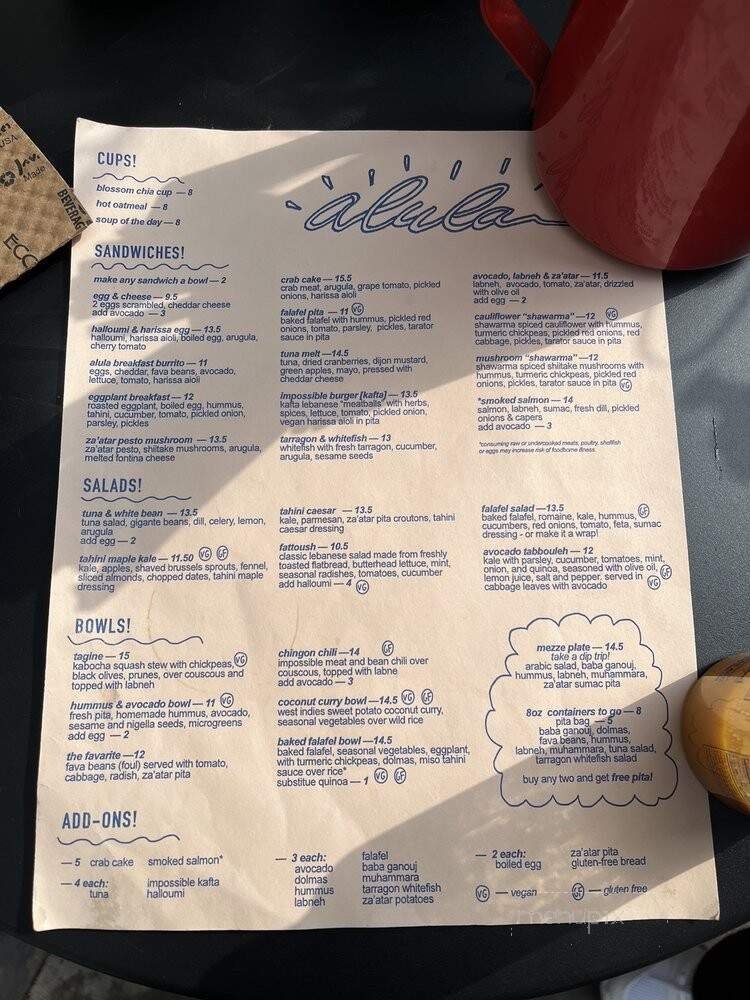 CUPS!
blossom chia cup — 8
hot oatmeal — 8
soup of the day — 8
alula
USA
Made
BEVERAG
ECO
SANDWICHES!
make any sandwich a bowl — 2
egg & cheese — 9.5
2 eggs scrambled, cheddar cheese
add avocado — 3
halloumi & harissa egg — 13.5
halloumi, harissa aioli, boiled egg, arugula,
cherry tomato
alula breakfast burrito — 11
eggs, cheddar, fava beans, avocado,
lettuce, tomato, harissa aioli
eggplant breakfast — 12
roasted eggplant, boiled egg, hummus,
tahini, cucumber, tomato, pickled onion,
parsley, pickles
za'atar pesto mushroom — 13.5
za'atar pesto, shiitake mushrooms, arugula,
melted fontina cheese
crab cake — 15.5
crab meat, arugula, grape tomato, pickled
onions, harissa aioli
falafel pita — 11 VG
baked falafel with hummus, pickled red
onions, tomato, parsley, pickles, tarator
sauce in pita
tuna melt — 14.5
tuna, dried cranberries, dijon mustard,
green apples, mayo, pressed with
cheddar cheese
impossible burger [kafta] — 13.5
kafta lebanese "meatballs" with herbs,
spices, lettuce, tomato, pickled onion,
vegan harissa aioli in pita
tarragon & whitefish — 13
whitefish with fresh tarragon, cucumber,
arugula, sesame seeds
avocado, labneh & za'atar — 11.5
labneh, avocado, tomato, za'atar, drizzled
with olive oil
add egg — 2
cauliflower "shawarma" — 12 VG
shawarma spiced cauliflower with hummus,
turmeric chickpeas, pickled red onions, red
cabbage, pickles, tarator sauce in pita
mushroom "shawarma" — 12
shawarma spiced shiitake mushrooms with
hummus, turmeric chickpeas, pickled red
onions, pickles, tarator sauce in pita VG
*smoked salmon — 14
salmon, labneh, sumac, fresh dill, pickled
onions & capers
add avocado — 3
*consuming raw or undercooked meats, poultry, shellfish
or eggs may increase risk of foodborne illness.
SALADS!
tuna & white bean — 13.5
tuna salad, gigante beans, dill, celery, lemon,
arugula
add egg — 2
tahini maple kale — 11.50 VG GF
kale, apples, shaved brussels sprouts, fennel,
sliced almonds, chopped dates, tahini maple
dressing
tahini caesar — 13.5
kale, parmesan, za'atar pita croutons, tahini
caesar dressing
fattoush — 10.5
classic lebanese salad made from freshly
toasted flatbread, butterhead lettuce, mint,
seasonal radishes, tomatoes, cucumber
add halloumi — 4 VG
falafel salad — 13.5
baked falafel, romaine, kale, hummus, GF
cucumbers, red onions, tomato, feta, sumac
dressing - or make it a wrap!
avocado tabbouleh — 12
kale with parsley, cucumber, tomatoes, mint,
onion, and quinoa, seasoned with olive oil, GF
lemon juice, salt and pepper. served in
cabbage leaves with avocado VG
BOWLS!
tagine — 15
kabocha squash stew with chickpeas, VG
black olives, prunes, over couscous and
topped with labneh
hummus & avocado bowl — 11 VG
fresh pita, homemade hummus, avocado,
sesame and nigella seeds, microgreens
add egg — 2
the favarite — 12
fava beans (foul) served with tomato,
cabbage, radish, za'atar pita
chingon chili — 14 GF
impossible meat and bean chili over
couscous, topped with labne
add avocado — 3
coconut curry bowl — 14.5 VG GF
west indies sweet potato coconut curry,
seasonal vegetables over wild rice
baked falafel bowl — 14.5
baked falafel, seasonal vegetables, eggplant,
with turmeric chickpeas, dolmas, miso tahini
sauce over rice*
substitue quinoa — 1 VG GF
mezze plate — 14.5
take a dip trip!
arabic salad, baba ganouj,
hummus, labneh, muhammara,
za'atar sumac pita
8oz containers to go — 8
pita bag — 5
baba ganouj, dolmas,
fava beans, hummus,
labneh, muhammara, tuna salad,
tarragon whitefish salad
buy any two and get free pita!
ADD-ONS!
— 5 crab cake smoked salmon*
— 4 each: impossible kafta
tuna halloumi
— 3 each: falafel
avocado baba ganouj
dolmas muhammara
hummus tarragon whitefish
labneh za'atar potatoes
— 2 each: za'atar pita
boiled egg gluten-free bread
VG — vegan GF — gluten free
menupix